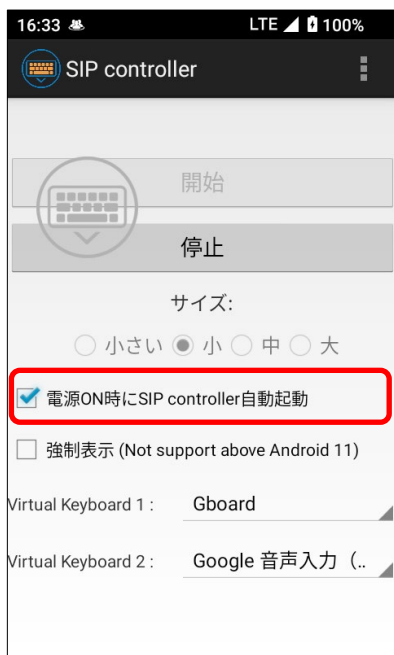 16:33 LTE 100%
SIP controller
開始
停止
サイズ:
小さい 小 中 大
電源ON時にSIP controller自動起動
強制表示 (Not support above Android 11)
Virtual Keyboard 1 : Gboard
Virtual Keyboard 2 : Google 音声入力（..